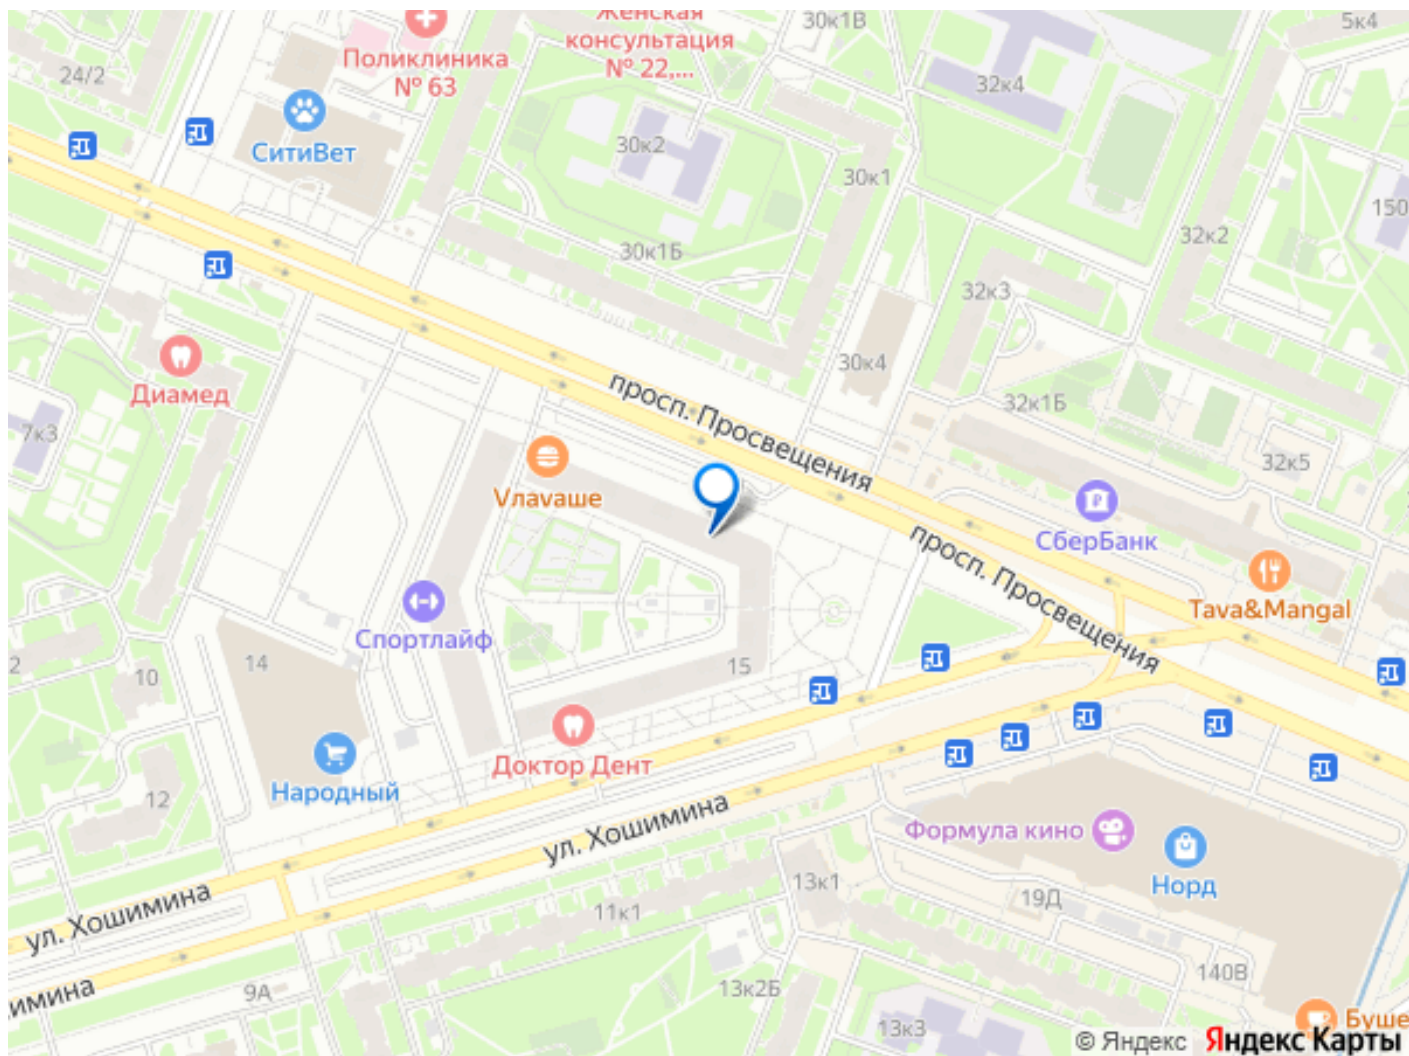 Женская
консультация
№ 22,...
30к1В
5к4
Поликлиника
№ 63
24/2
32к4
СитиВет
30к2
30к1
150
32к2
30к1Б
32к3
30к4
Диамед
просп. Просвещения
32к1Б
7к3
32к5
Vлаваше
СберБанк
просп. Просвещения
Tava&Mangal
Спортлайф
14
2
10
15
Доктор Дент
Народный
12
ул. Хошимина
Формула кино
Норд
13к1
19Д
ул. Хошимина
11к1
140В
имина
9А
13к2Б
13к3
Буше
© Яндекс Яндекс Карты